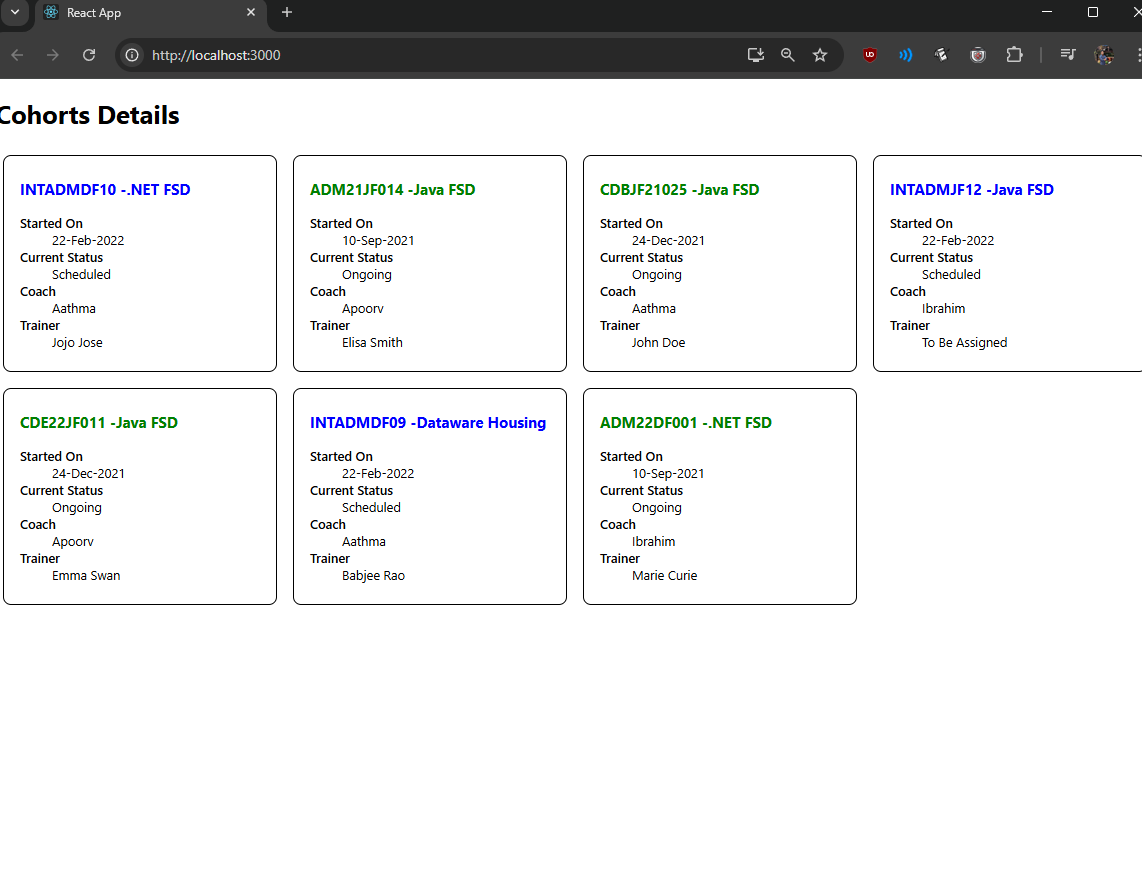 React App
http://localhost:3000
Cohorts Details
INTADMDF10 -.NET FSD
Started On
22-Feb-2022
Current Status
Scheduled
Coach
Aathma
Trainer
Jojo Jose
ADM21JF014 -Java FSD
Started On
10-Sep-2021
Current Status
Ongoing
Coach
Apoorv
Trainer
Elisa Smith
CDBJF21025 -Java FSD
Started On
24-Dec-2021
Current Status
Ongoing
Coach
Aathma
Trainer
John Doe
INTADMJF12 -Java FSD
Started On
22-Feb-2022
Current Status
Scheduled
Coach
Ibrahim
Trainer
To Be Assigned
CDE22JF011 -Java FSD
Started On
24-Dec-2021
Current Status
Ongoing
Coach
Apoorv
Trainer
Emma Swan
INTADMDF09 -Dataware Housing
Started On
22-Feb-2022
Current Status
Scheduled
Coach
Aathma
Trainer
Babjee Rao
ADM22DF001 -.NET FSD
Started On
10-Sep-2021
Current Status
Ongoing
Coach
Ibrahim
Trainer
Marie Curie